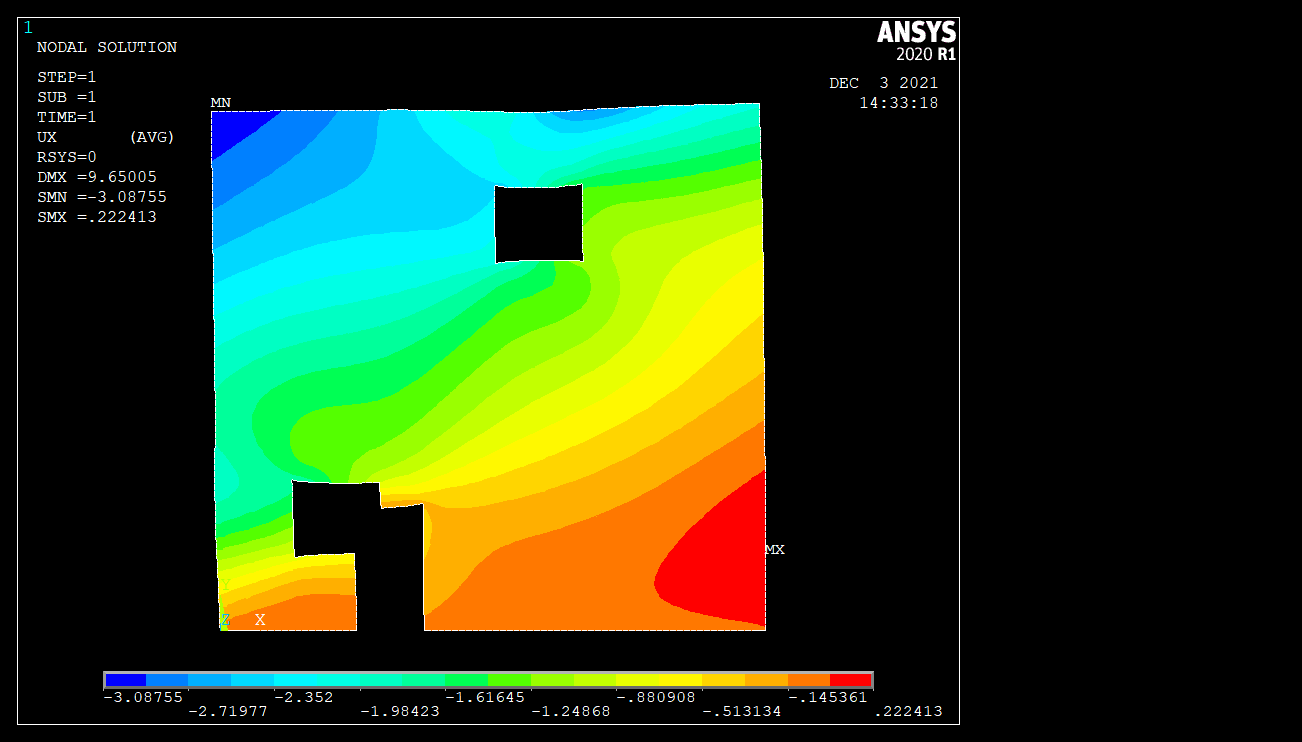 1
ANSYS
2020 R1
NODAL SOLUTION
STEP=1
SUB =1
TIME=1
UX (AVG)
RSYS=0
DMX =9.65005
SMN =-3.08755
SMX =.222413
DEC 3 2021
14:33:18
MN
MX
Y
Z X
-3.08755 -2.352 -1.61645 -.880908 -.145361
-2.71977 -1.98423 -1.24868 -.513134 .222413